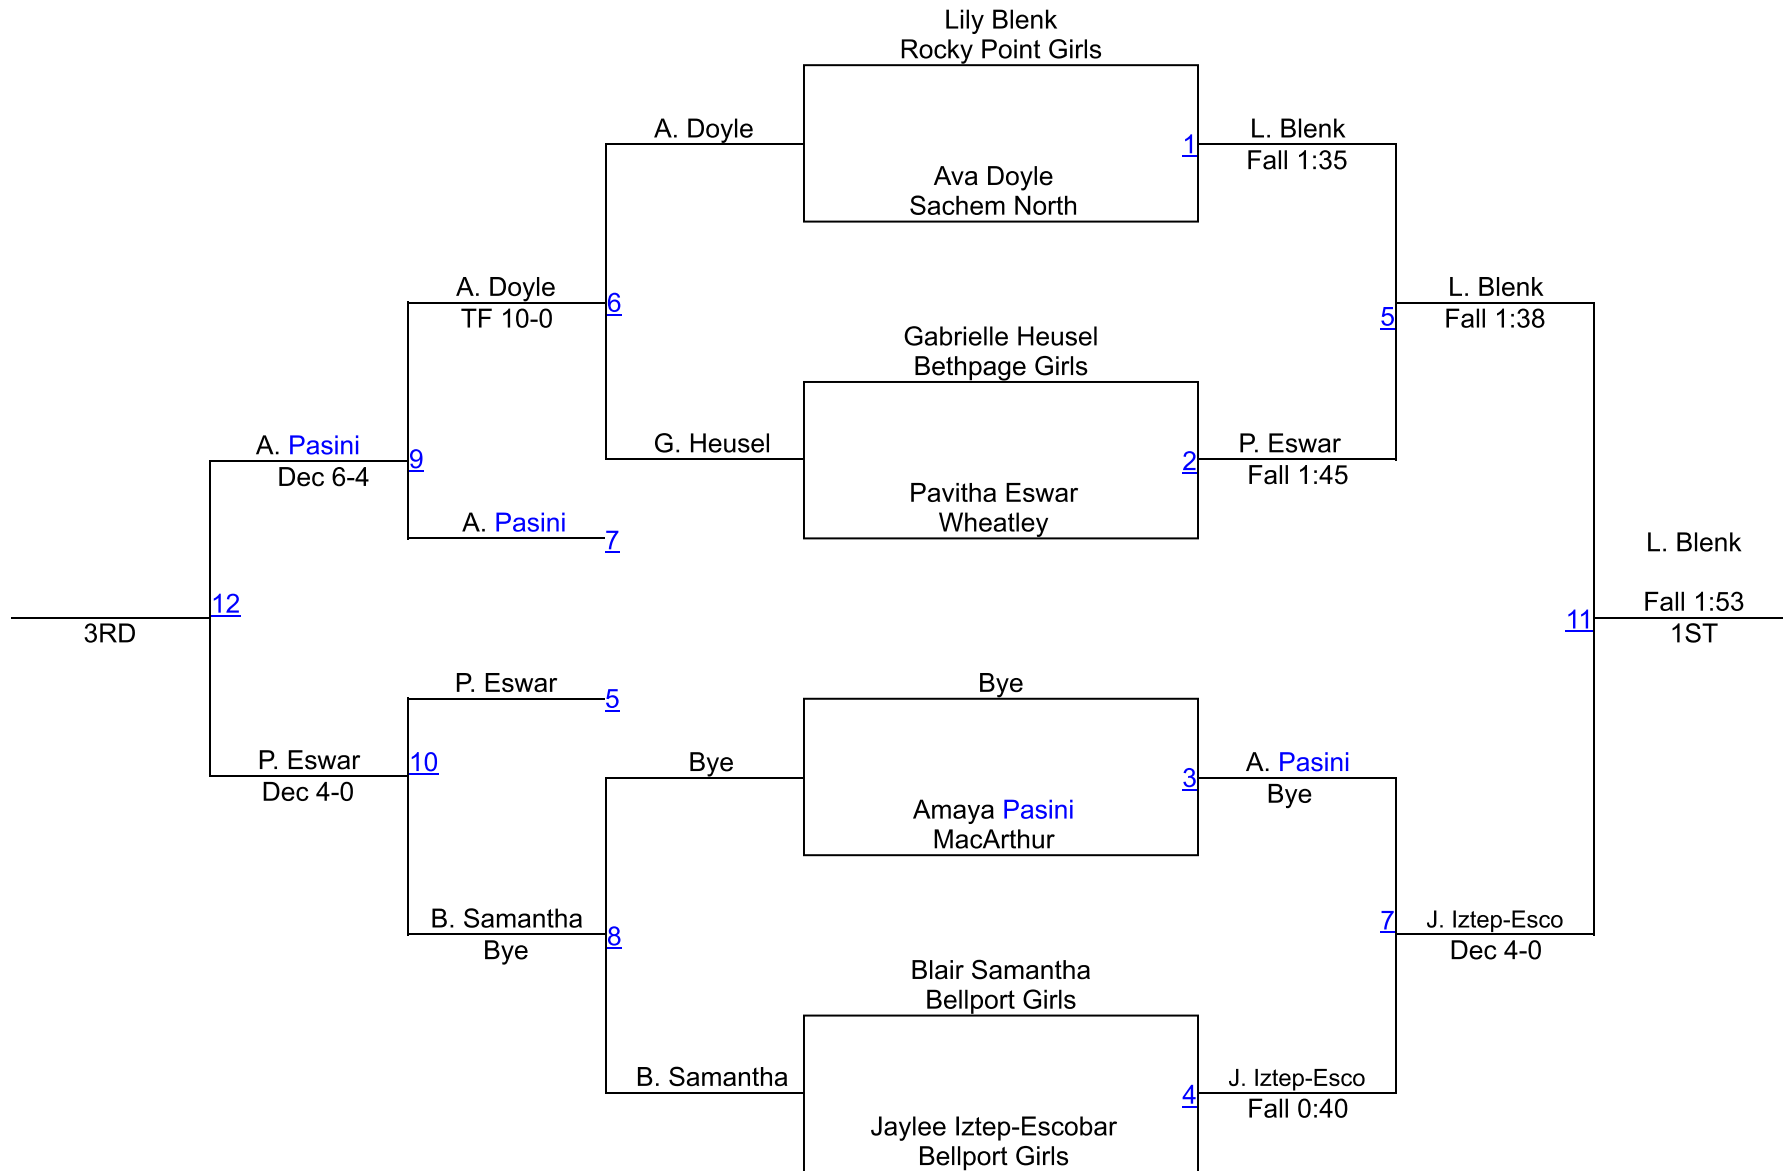 Lily Blenk
Rocky Point Girls
A. Doyle
1
L. Blenk
Fall 1:35
Ava Doyle
Sachem North
A. Doyle
TF 10-0
6
L. Blenk
Fall 1:38
5
Gabrielle Heusel
Bethpage Girls
A. Pasini
Dec 6-4
9
G. Heusel
2
P. Eswar
Fall 1:45
Pavitha Eswar
Wheatley
A. Pasini
7
L. Blenk
12
3RD
Fall 1:53
1ST
11
P. Eswar
5
Bye
P. Eswar
Dec 4-0
10
Bye
3
A. Pasini
Bye
Amaya Pasini
MacArthur
B. Samantha
Bye
8
7
J. Iztep-Esco
Dec 4-0
Blair Samantha
Bellport Girls
B. Samantha
4
J. Iztep-Esco
Fall 0:40
Jaylee Iztep-Escobar
Bellport Girls